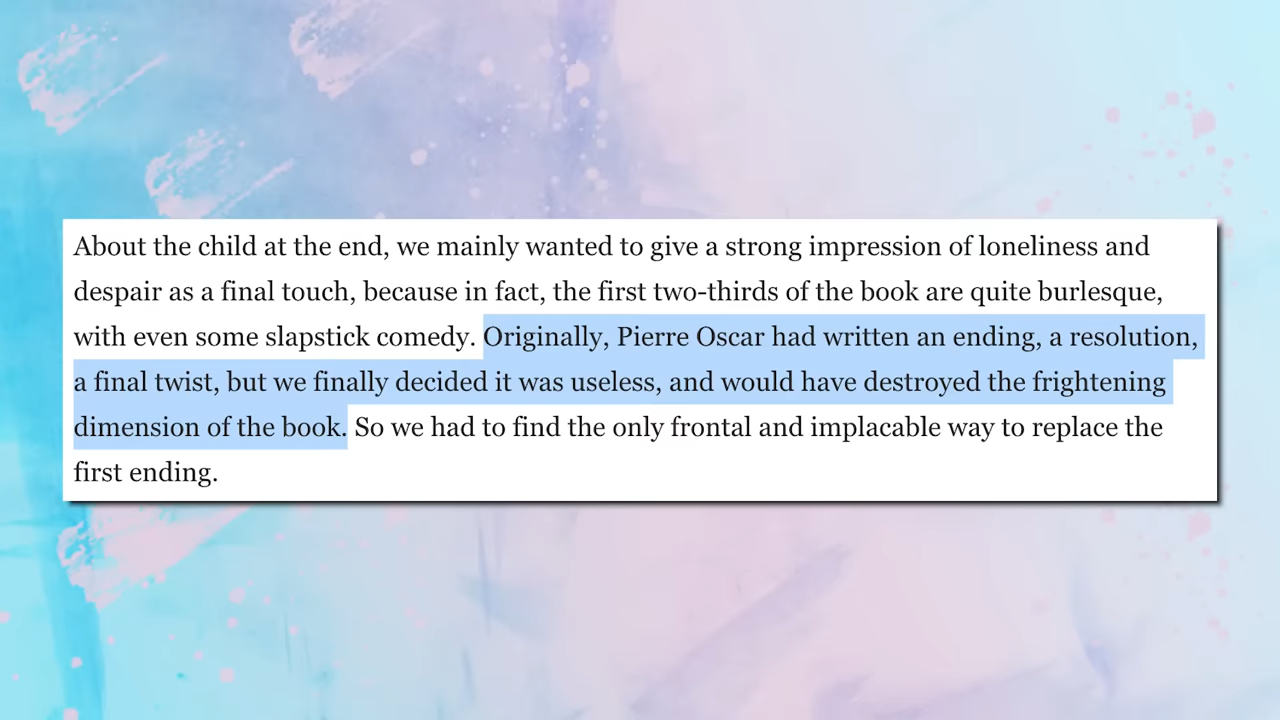 About the child at the end, we mainly wanted to give a strong impression of loneliness and
despair as a final touch, because in fact, the first two-thirds of the book are quite burlesque,
with even some slapstick comedy. Originally, Pierre Oscar had written an ending, a resolution,
a final twist, but we finally decided it was useless, and would have destroyed the frightening
dimension of the book. So we had to find the only frontal and implacable way to replace the
first ending.